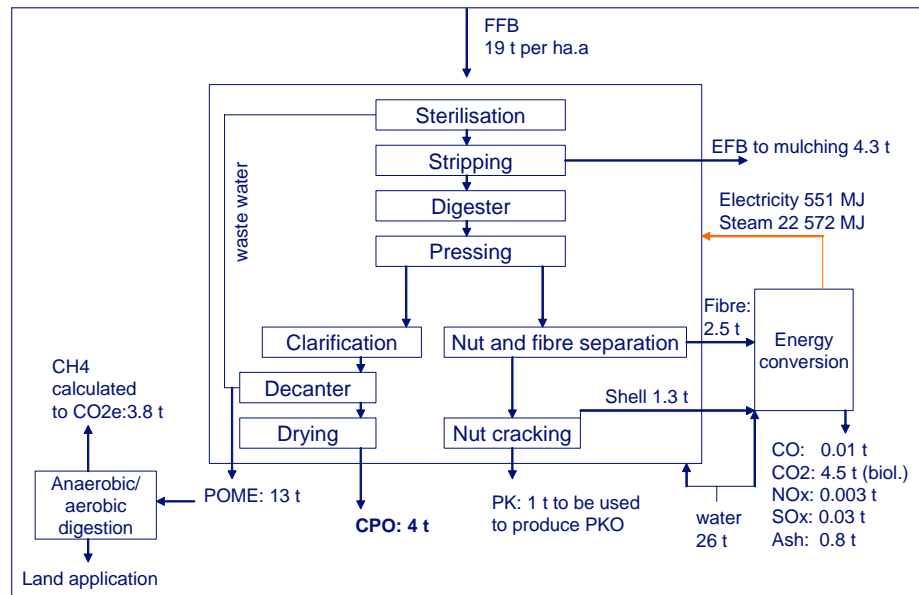 FFB
19 t per ha.a
Sterilisation
EFB to mulching 4.3 t
Stripping
waste water
Electricity 551 MJ
Steam 22 572 MJ
Digester
Pressing
Fibre:
2.5 t
Energy
conversion
Clarification
Nut and fibre separation
CH4
calculated
to CO2e:3.8 t
Decanter
Shell 1.3 t
Drying
Nut cracking
CO: 0.01 t
CO2: 4.5 t (biol.)
NOx: 0.003 t
SOx: 0.03 t
Ash: 0.8 t
Anaerobic/
aerobic
digestion
POME: 13 t
CPO: 4 t
PK: 1 t to be used
to produce PKO
water
26 t
Land application